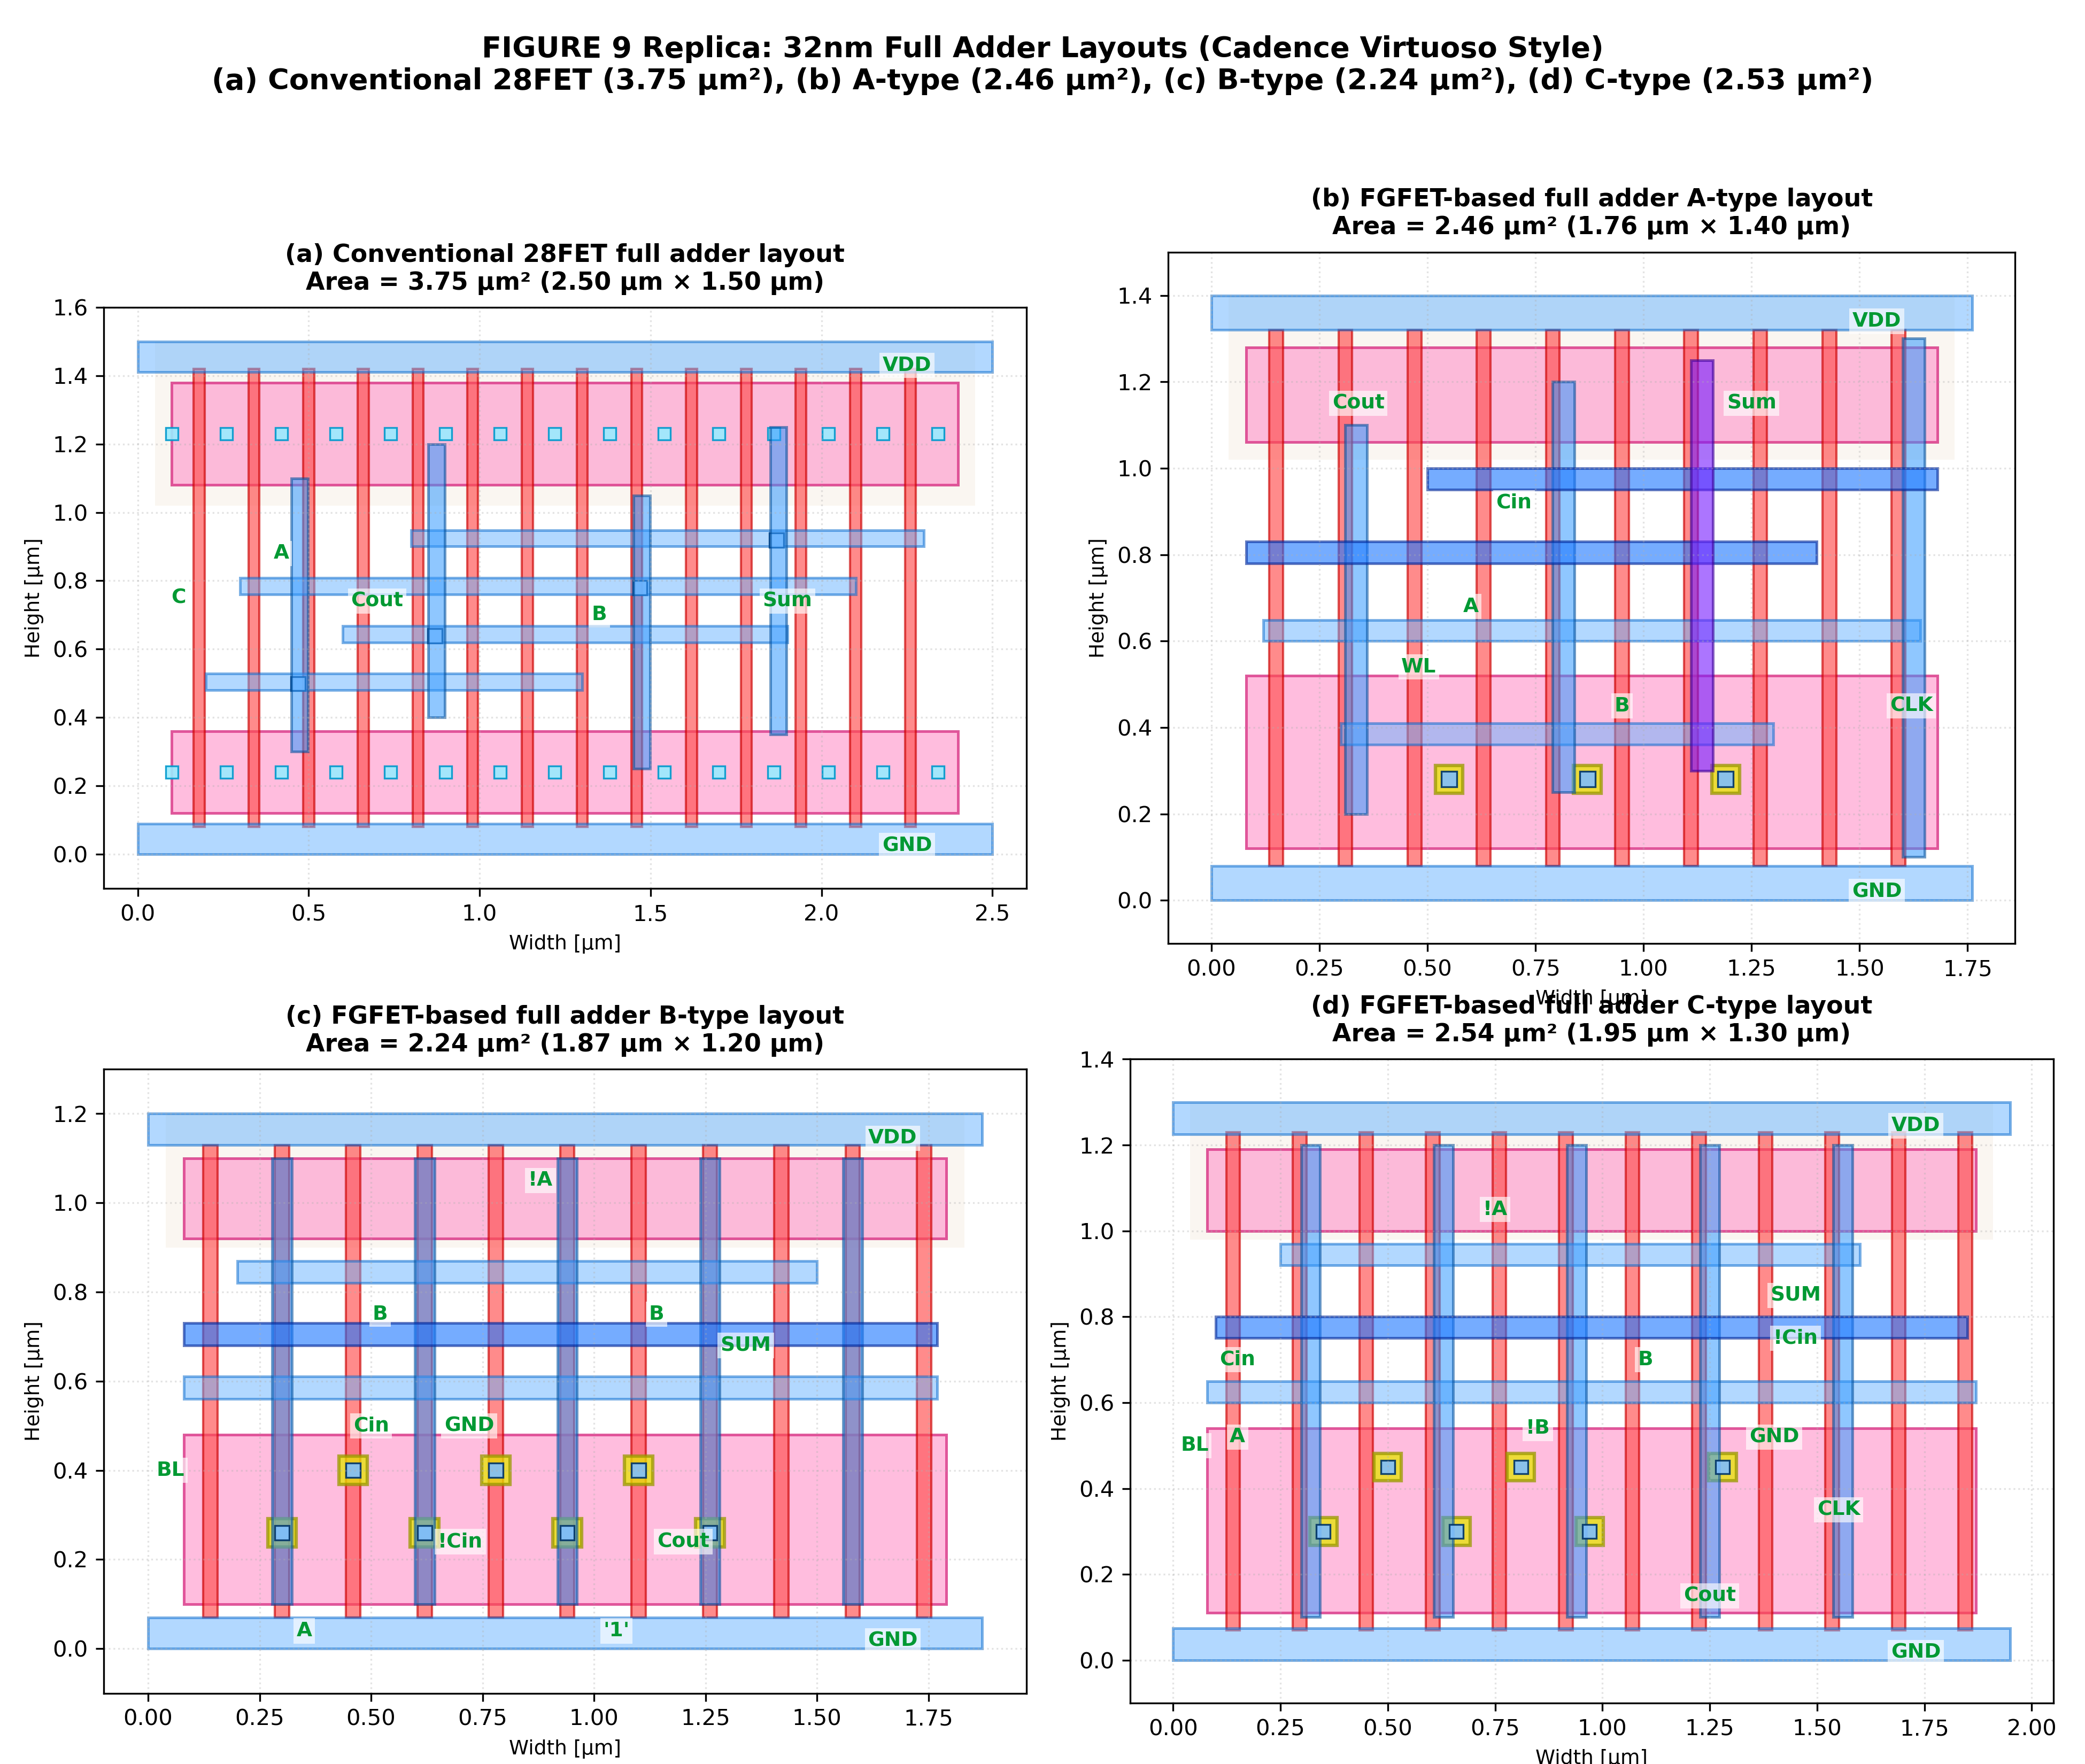 FIGURE 9 Replica: 32nm Full Adder Layouts (Cadence Virtuoso Style)
(a) Conventional 28FET (3.75 µm²), (b) A-type (2.46 µm²), (c) B-type (2.24 µm²), (d) C-type (2.53 µm²)
(a) Conventional 28FET full adder layout
Area = 3.75 µm² (2.50 µm × 1.50 µm)
1.6
1.4
1.2
1.0
0.8
0.6
0.4
0.2
0.0
Height [µm]
VDD
A
C
Cout
B
Sum
GND
0.0 0.5 1.0 1.5 2.0 2.5
Width [µm]
(b) FGFET-based full adder A-type layout
Area = 2.46 µm² (1.76 µm × 1.40 µm)
1.4
1.2
1.0
0.8
0.6
0.4
0.2
0.0
Height [µm]
VDD
Cout
Sum
Cin
A
WL
B
CLK
GND
0.00 0.25 0.50 0.75 1.00 1.25 1.50 1.75
Width [µm]
(c) FGFET-based full adder B-type layout
Area = 2.24 µm² (1.87 µm × 1.20 µm)
1.2
1.0
0.8
0.6
0.4
0.2
0.0
Height [µm]
VDD
!A
B
B
SUM
Cin
GND
BL
!Cin
Cout
A
'1'
GND
0.00 0.25 0.50 0.75 1.00 1.25 1.50 1.75
Width [µm]
(d) FGFET-based full adder C-type layout
Area = 2.54 µm² (1.95 µm × 1.30 µm)
1.4
1.2
1.0
0.8
0.6
0.4
0.2
0.0
Height [µm]
VDD
!A
SUM
!Cin
Cin
B
!B
A
BL
GND
CLK
Cout
GND
0.00 0.25 0.50 0.75 1.00 1.25 1.50 1.75 2.00
Width [µm]